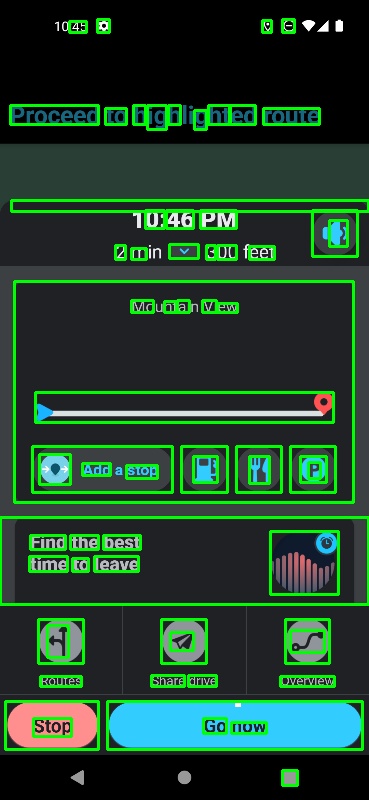 10:45
Proceed to highlighted route
10:46 PM
2 min 300 feet
Mountain View
Add a stop
P
Find the best
time to leave
Routes
Share drive
Overview
Stop
Go now